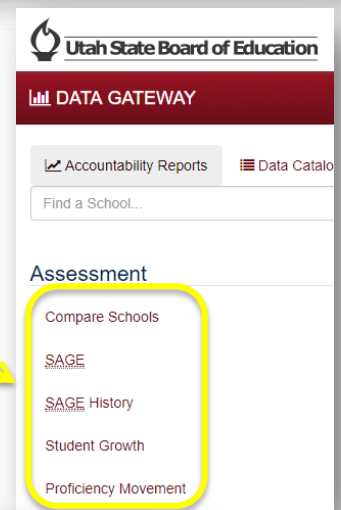 Utah State Board of Education
DATA GATEWAY
Accountability Reports Data Catalo
Find a School...
Assessment
Compare Schools
SAGE
SAGE History
Student Growth
Proficiency Movement